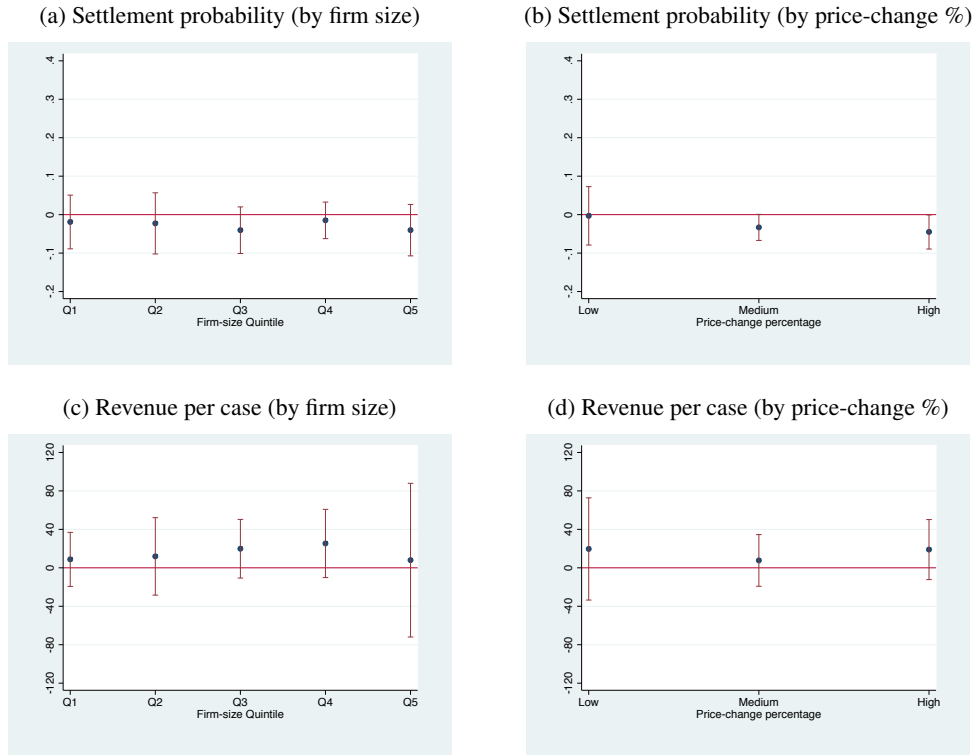 (a) Settlement probability (by firm size)
.4
.3
.2
.1
0
-.1
-.2
Q1 Q2 Q3 Q4 Q5
Firm-size Quintile
(b) Settlement probability (by price-change %)
.4
.3
.2
.1
0
-.1
-.2
Low Medium High
Price-change percentage
(c) Revenue per case (by firm size)
120
80
40
0
-40
-80
-120
Q1 Q2 Q3 Q4 Q5
Firm-size Quintile
(d) Revenue per case (by price-change %)
120
80
40
0
-40
-80
-120
Low Medium High
Price-change percentage